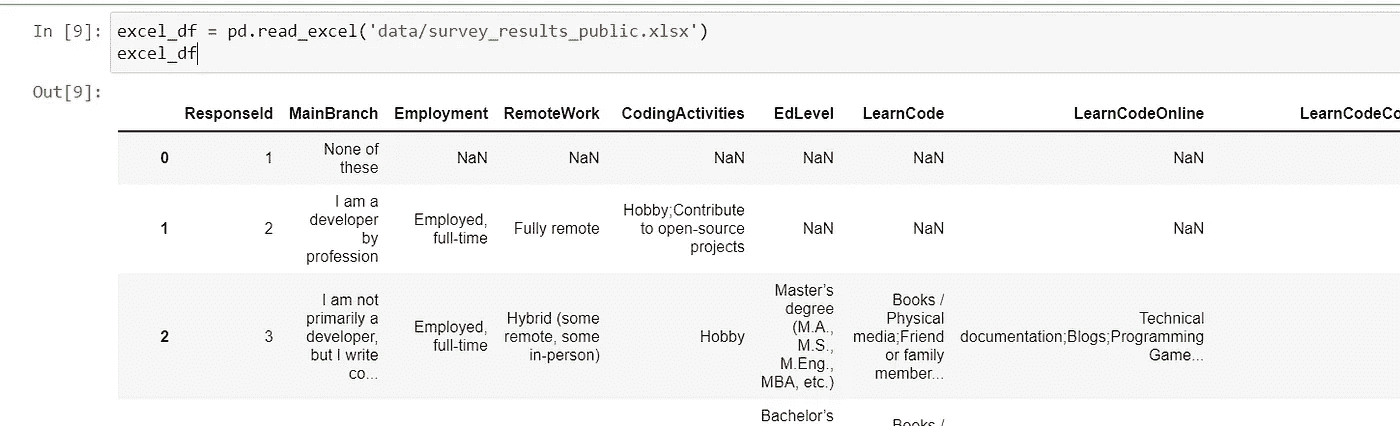 In [9]: excel_df = pd.read_excel('data/survey_results_public.xlsx')
excel_df
Out[9]:
ResponseId MainBranch Employment RemoteWork CodingActivities EdLevel LearnCode LearnCodeOnline LearnCodeCo
0 1 None of these NaN NaN NaN NaN NaN NaN
1 2 I am a developer by profession Employed, full-time Fully remote Hobby;Contribute to open-source projects NaN NaN NaN
2 3 I am not primarily a developer, but I write co... Employed, full-time Hybrid (some remote, some in-person) Hobby Master’s degree (M.A., M.S., M.Eng., MBA, etc.) Books / Physical media;Friend or family member... Technical documentation;Blogs;Programming Game...
Bachelor’s Books /